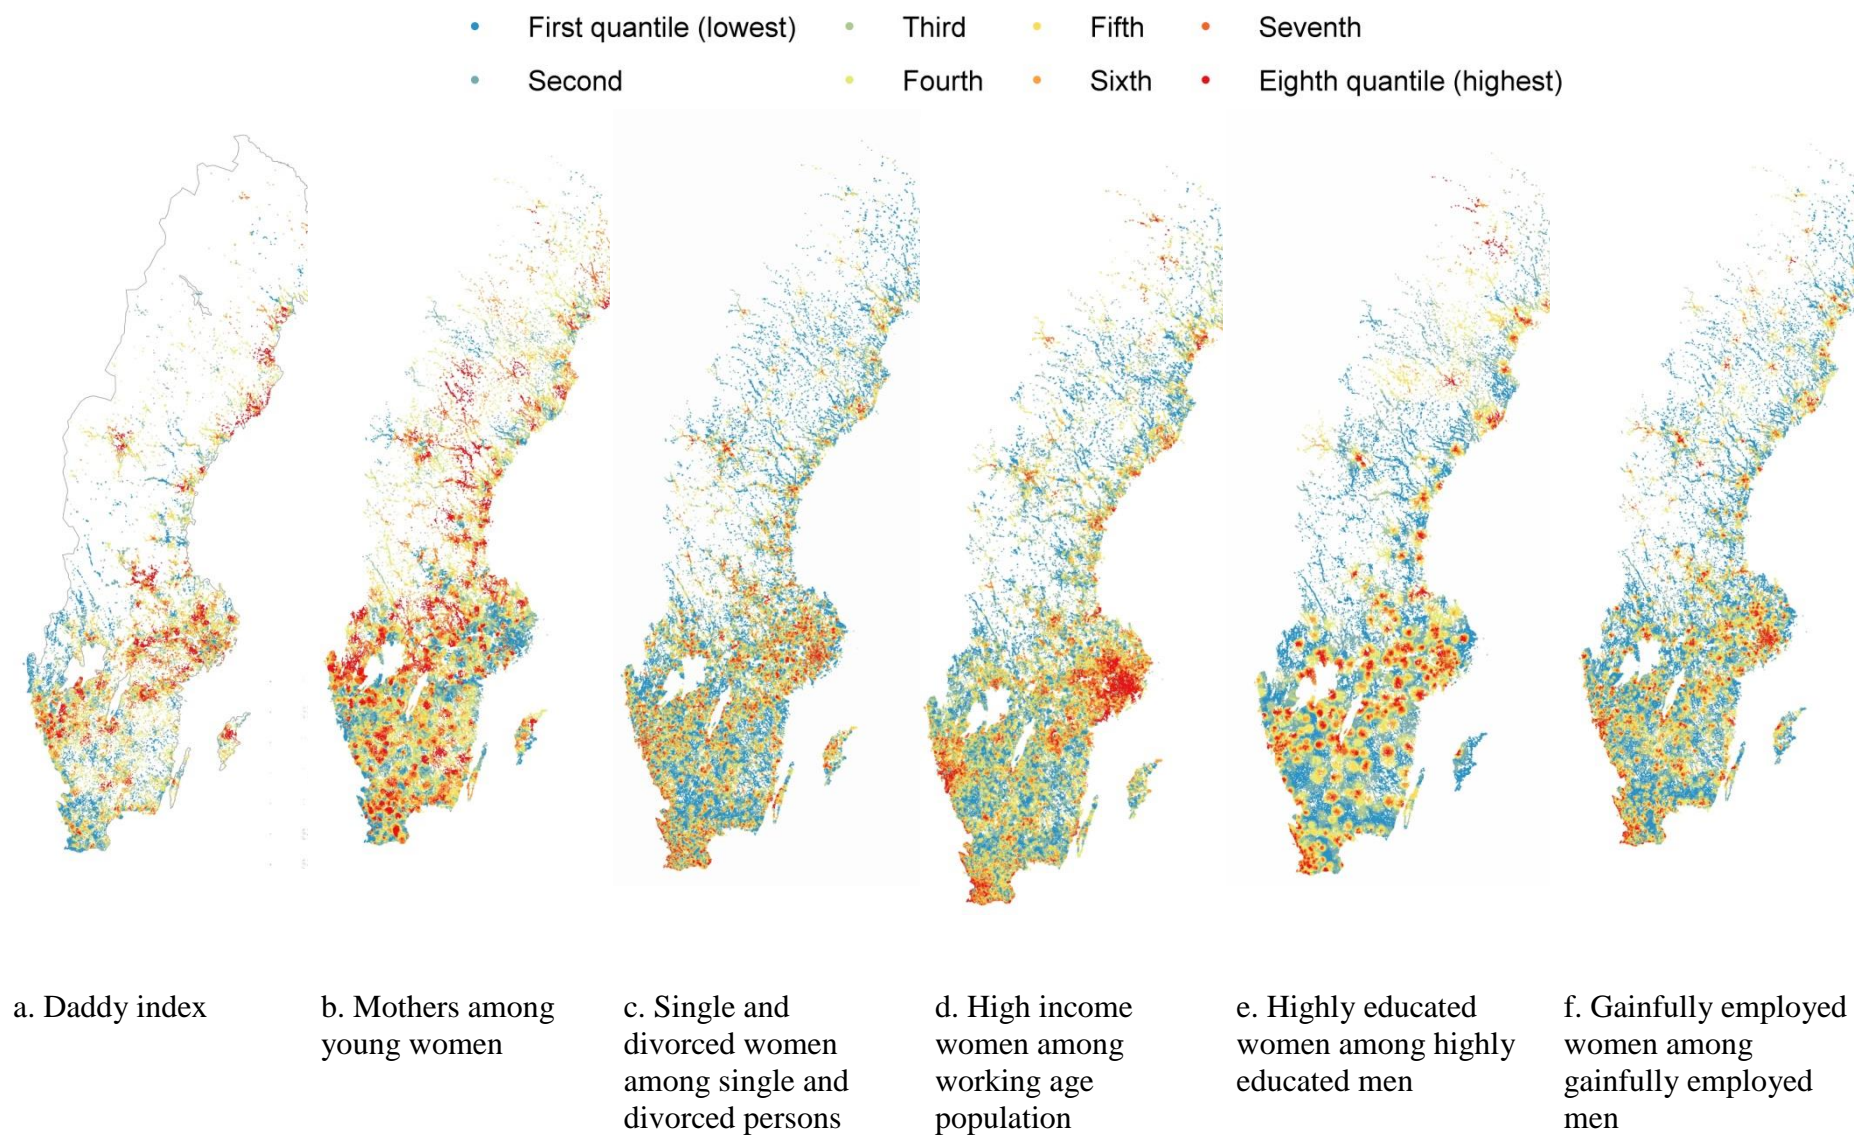 First quantile (lowest) Third Fifth Seventh
Second Fourth Sixth Eighth quantile (highest)
a. Daddy index
b. Mothers among
young women
c. Single and
divorced women
among single and
divorced persons
d. High income
women among
working age
population
e. Highly educated
women among highly
educated men
f. Gainfully employed
women among
gainfully employed
men